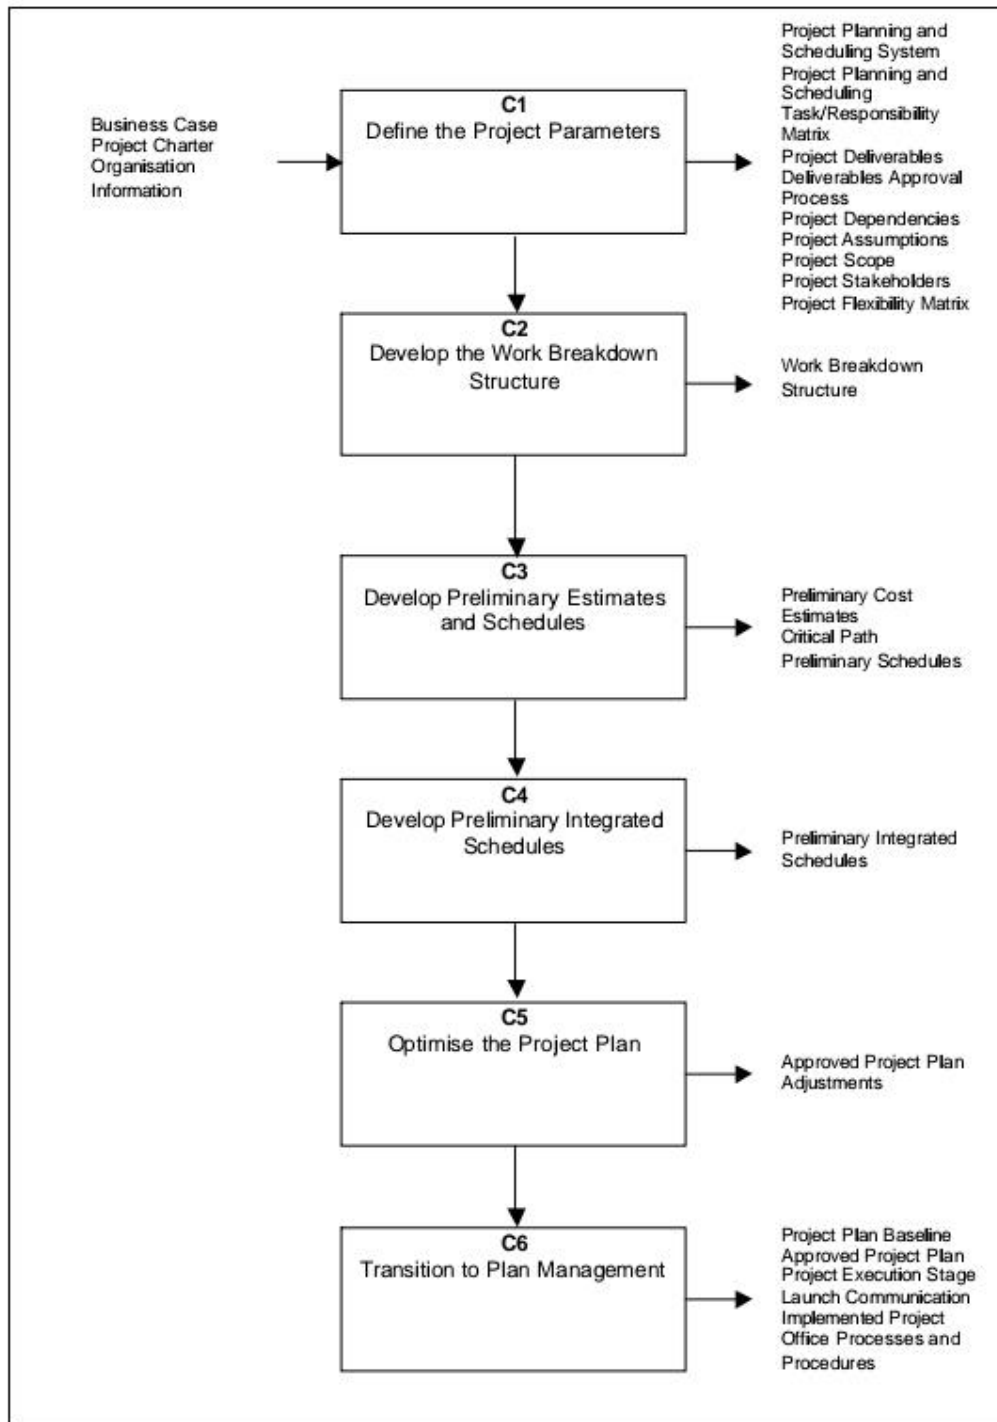 Business Case
Project Charter
Organisation
Information
C1
Define the Project Parameters
Project Planning and
Scheduling System
Project Planning and
Scheduling
Task/Responsibility
Matrix
Project Deliverables
Deliverables Approval
Process
Project Dependencies
Project Assumptions
Project Scope
Project Stakeholders
Project Flexibility Matrix
C2
Develop the Work Breakdown
Structure
Work Breakdown
Structure
C3
Develop Preliminary Estimates
and Schedules
Preliminary Cost
Estimates
Critical Path
Preliminary Schedules
C4
Develop Preliminary Integrated
Schedules
Preliminary Integrated
Schedules
C5
Optimise the Project Plan
Approved Project Plan
Adjustments
C6
Transition to Plan Management
Project Plan Baseline
Approved Project Plan
Project Execution Stage
Launch Communication
Implemented Project
Office Processes and
Procedures